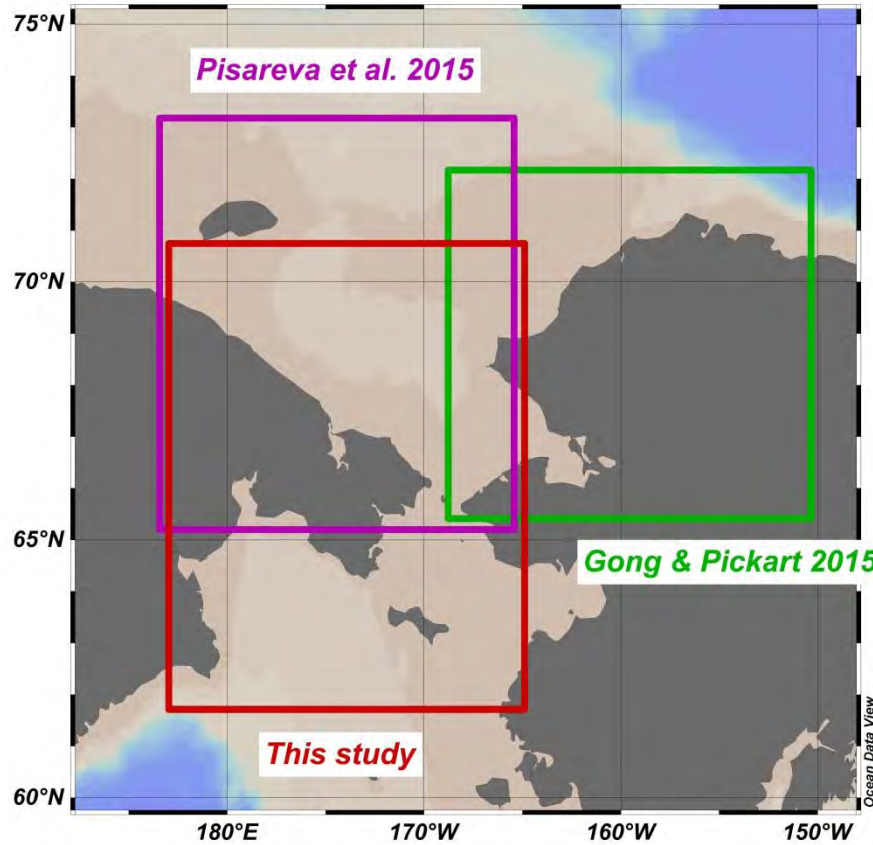 75°N
Pisareva et al. 2015
70°N
65°N
Gong & Pickart 2015
This study
60°N
Ocean Data View
180°E
170°W
160°W
150°W